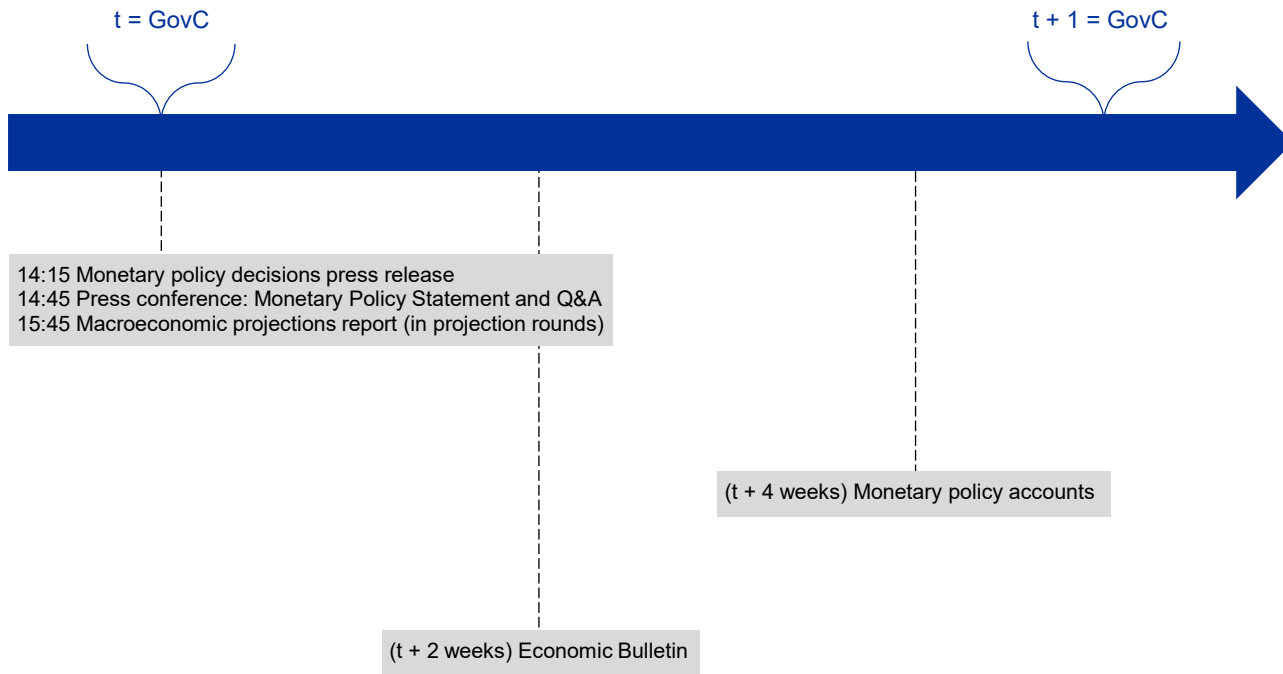 t = GovC
t + 1 = GovC
14:15 Monetary policy decisions press release
14:45 Press conference: Monetary Policy Statement and Q&A
15:45 Macroeconomic projections report (in projection rounds)
(t + 4 weeks) Monetary policy accounts
(t + 2 weeks) Economic Bulletin